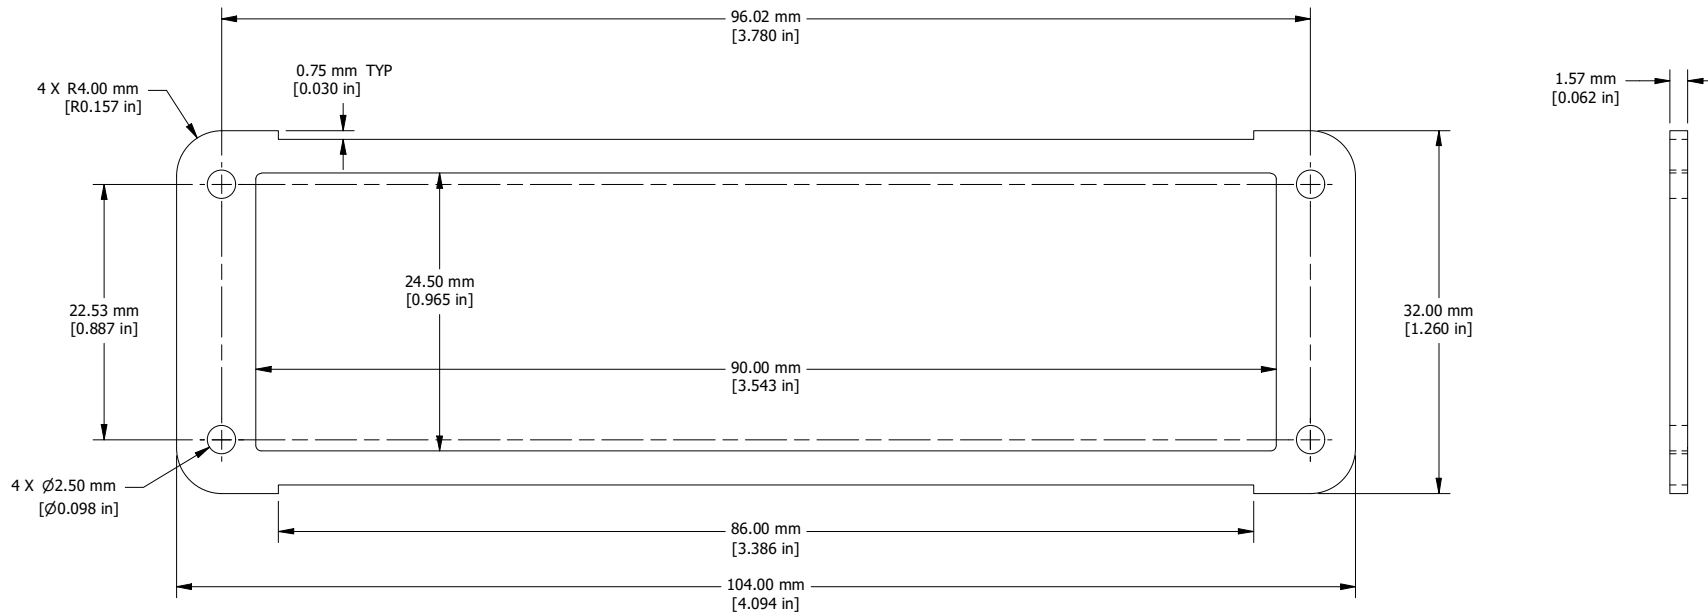 96.02 mm
[3.780 in]
0.75 mm TYP
[0.030 in]
4 X R4.00 mm
[R0.157 in]
1.57 mm
[0.062 in]
24.50 mm
[0.965 in]
22.53 mm
[0.887 in]
32.00 mm
[1.260 in]
90.00 mm
[3.543 in]
4 X Ø2.50 mm
[Ø0.098 in]
86.00 mm
[3.386 in]
104.00 mm
[4.094 in]